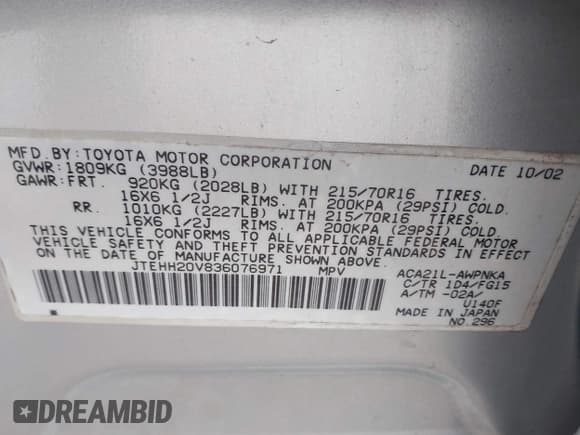 MFD.BY:TOYOTA MOTOR CORPORATION DATE 10/02
GVWR:1809KG (3988LB)
GAWR:FRT. 920KG (2028LB) WITH 215/70R16 TIRES.
16X6 1/2J RIMS. AT 200KPA (29PSI) COLD.
RR. 1010KG (2227LB) WITH 215/70R16 TIRES.
16X6 1/2J RIMS. AT 200KPA (29PSI) COLD.
THIS VEHICLE CONFORMS TO ALL APPLICABLE FEDERAL MOTOR
VEHICLE SAFETY AND THEFT PREVENTION STANDARDS IN EFFECT
ON THE DATE OF MANUFACTURE SHOWN ABOVE.
JTEHH20V836076971 MPV ACA21L-AWPNKA
C/TR 1D4/FG15
A/TM -02A/
U140F
MADE IN JAPAN
NO.296
DREAMBID